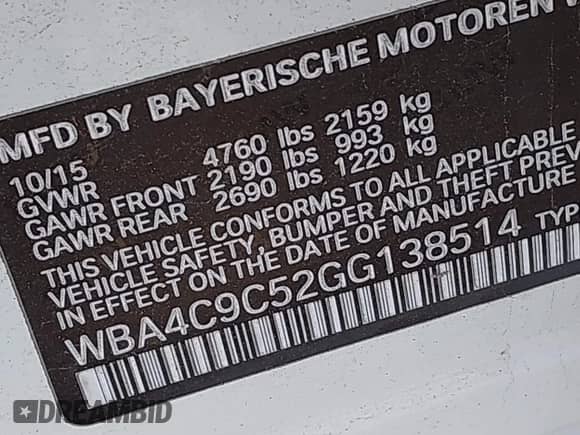 MFD BY BAYERISCHE MOTOREN
10/15
GVWR 4760 lbs 2159 kg
GAWR FRONT 2190 lbs 993 kg
GAWR REAR 2690 lbs 1220 kg
THIS VEHICLE CONFORMS TO ALL APPLICABLE
VEHICLE SAFETY, BUMPER AND THEFT PREV
IN EFFECT ON THE DATE OF MANUFACTURE
WBA4C9C52GG138514 TYP
DREAMBID